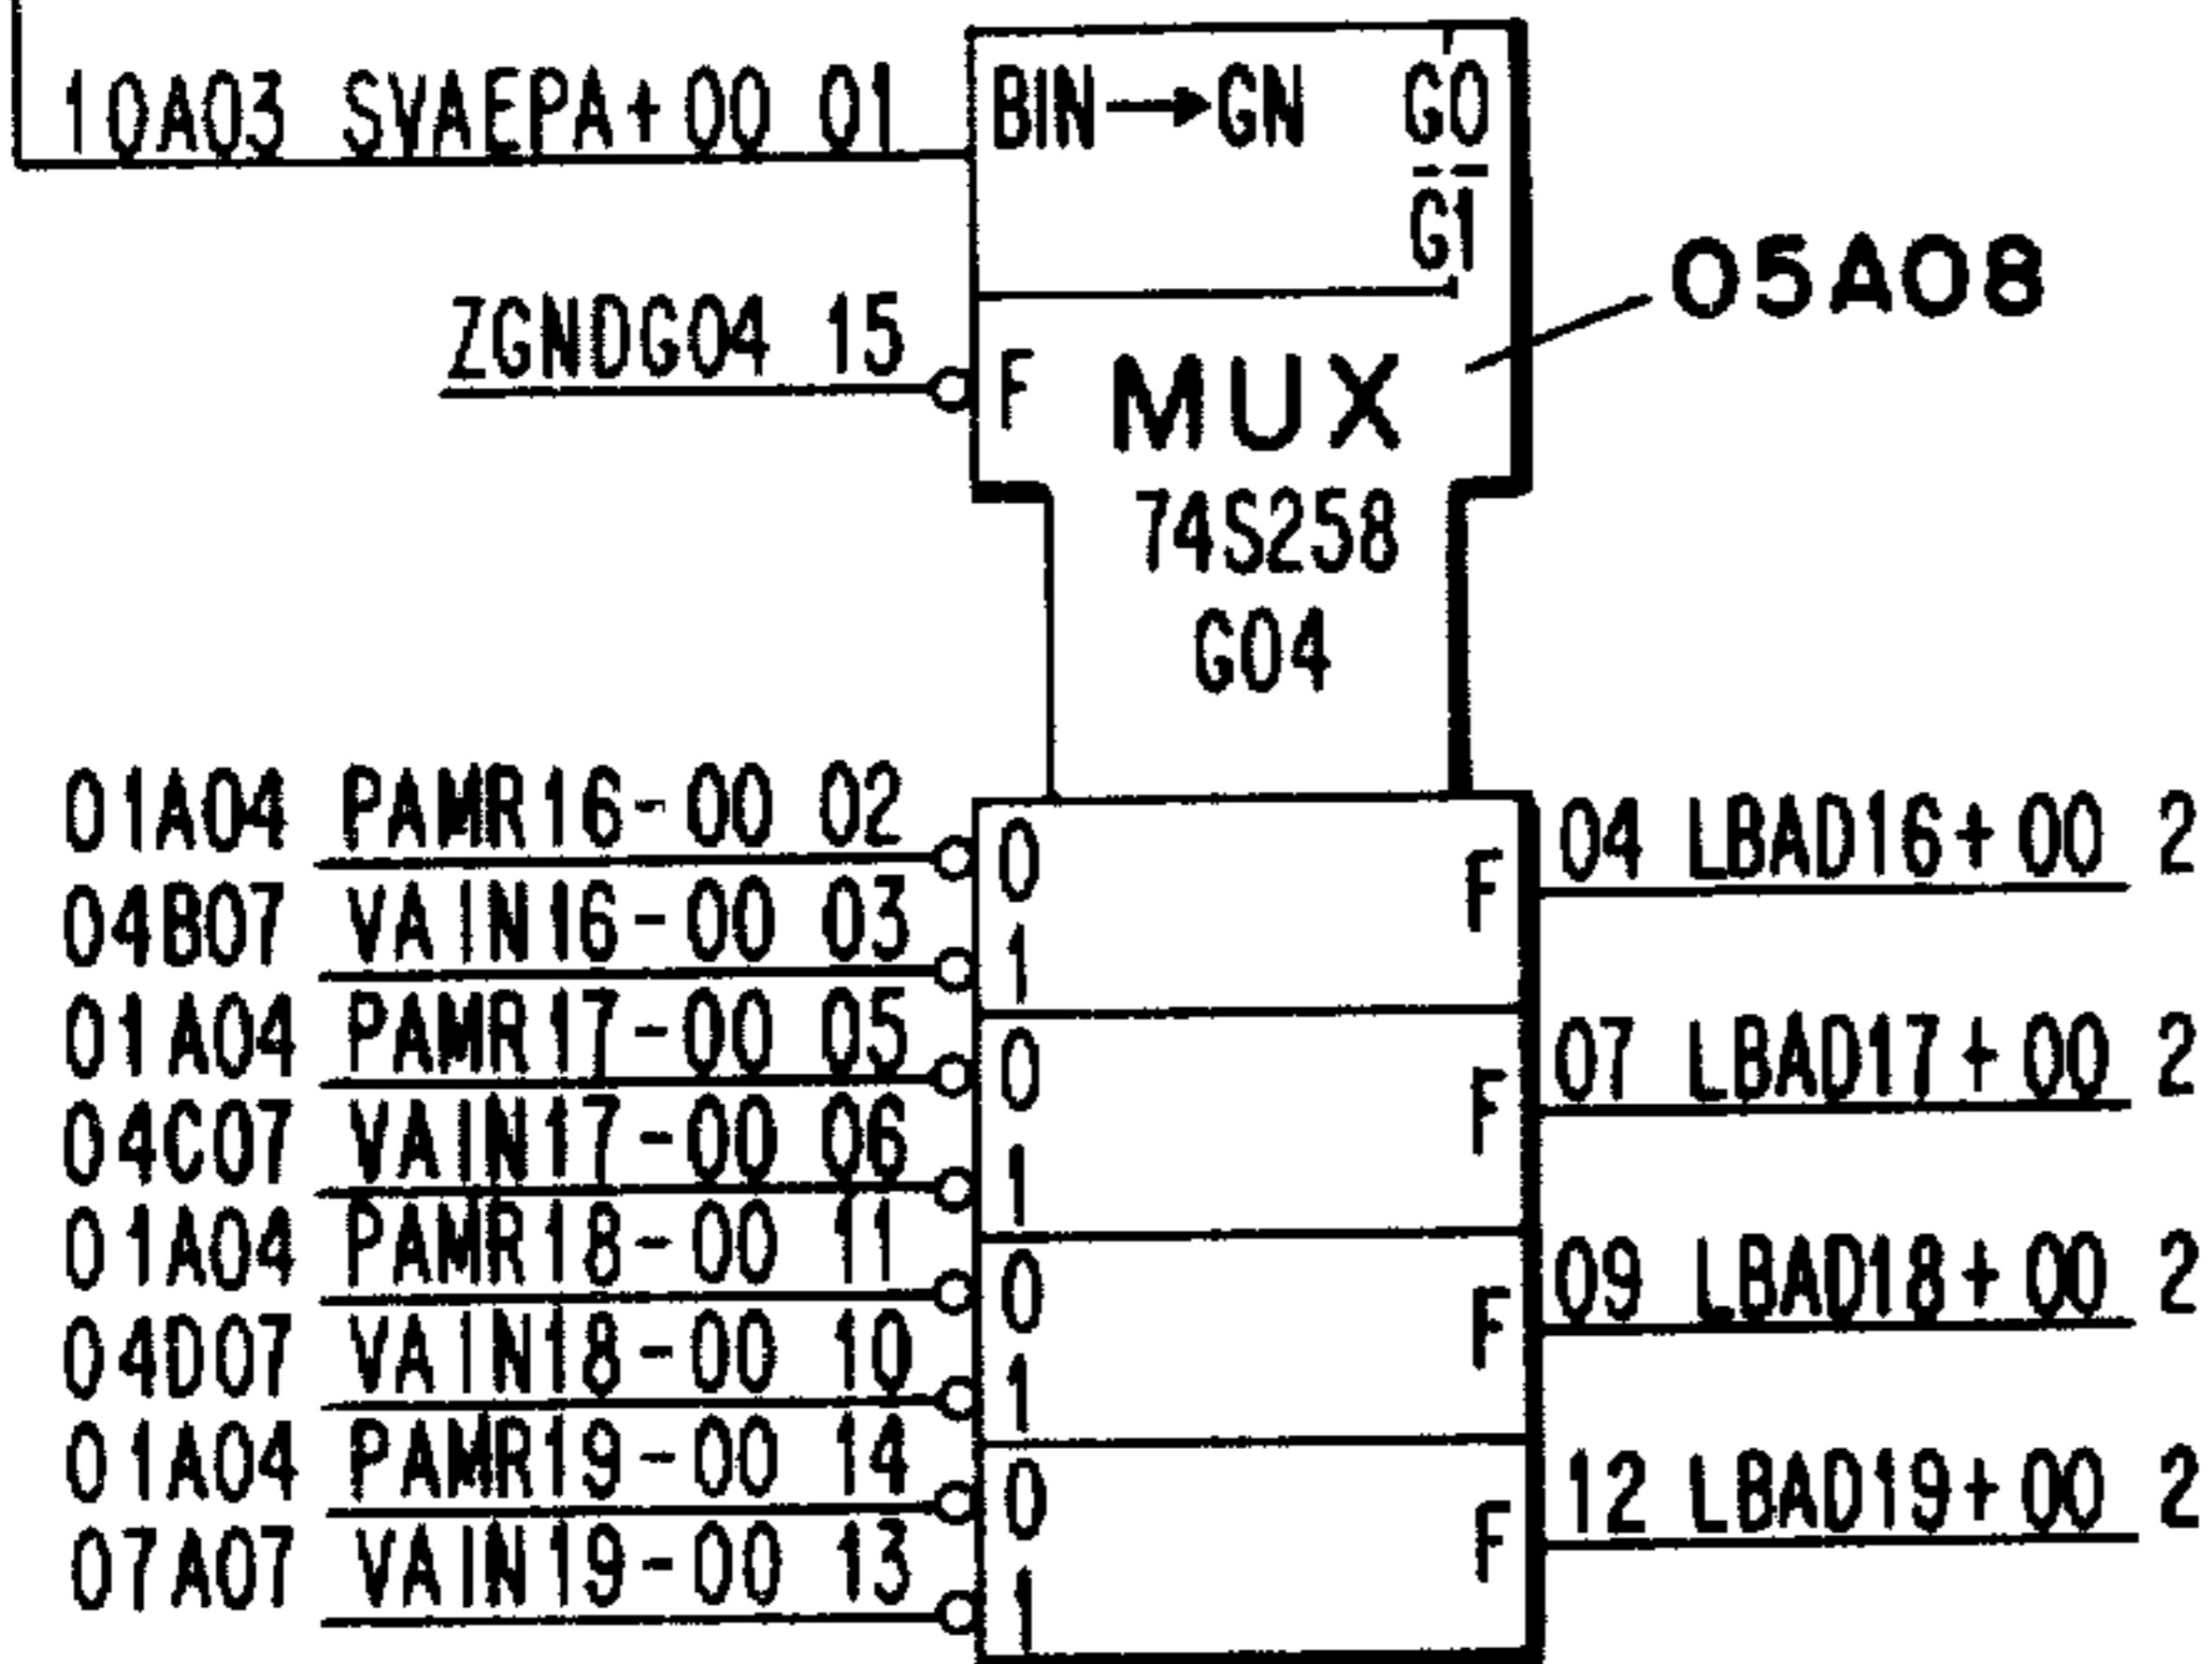 10A03 SVAEPA+00 01
BIN→GN G0
G1
05A08
ZGNDG04 15
F
MUX
74S258
G04
01A04 PAMR16-00 02 0
F 04 LBAD16+00 2
04B07 VAIN16-00 03 1
01A04 PAMR17-00 05 0
F 07 LBAD17+00 2
04C07 VAIN17-00 06 1
01A04 PAMR18-00 11 0
F 09 LBAD18+00 2
04D07 VAIN18-00 10 1
01A04 PAMR19-00 14 0
F 12 LBAD19+00 2
07A07 VAIN19-00 13 1